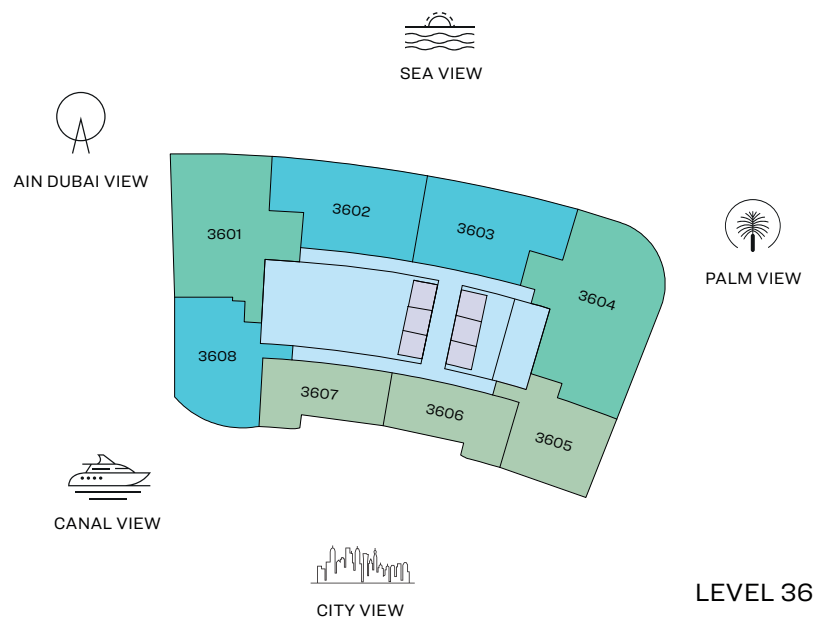 SEA VIEW
AIN DUBAI VIEW
3601
3602
3603
3604
PALM VIEW
3608
3607
3606
3605
CANAL VIEW
CITY VIEW
LEVEL 36